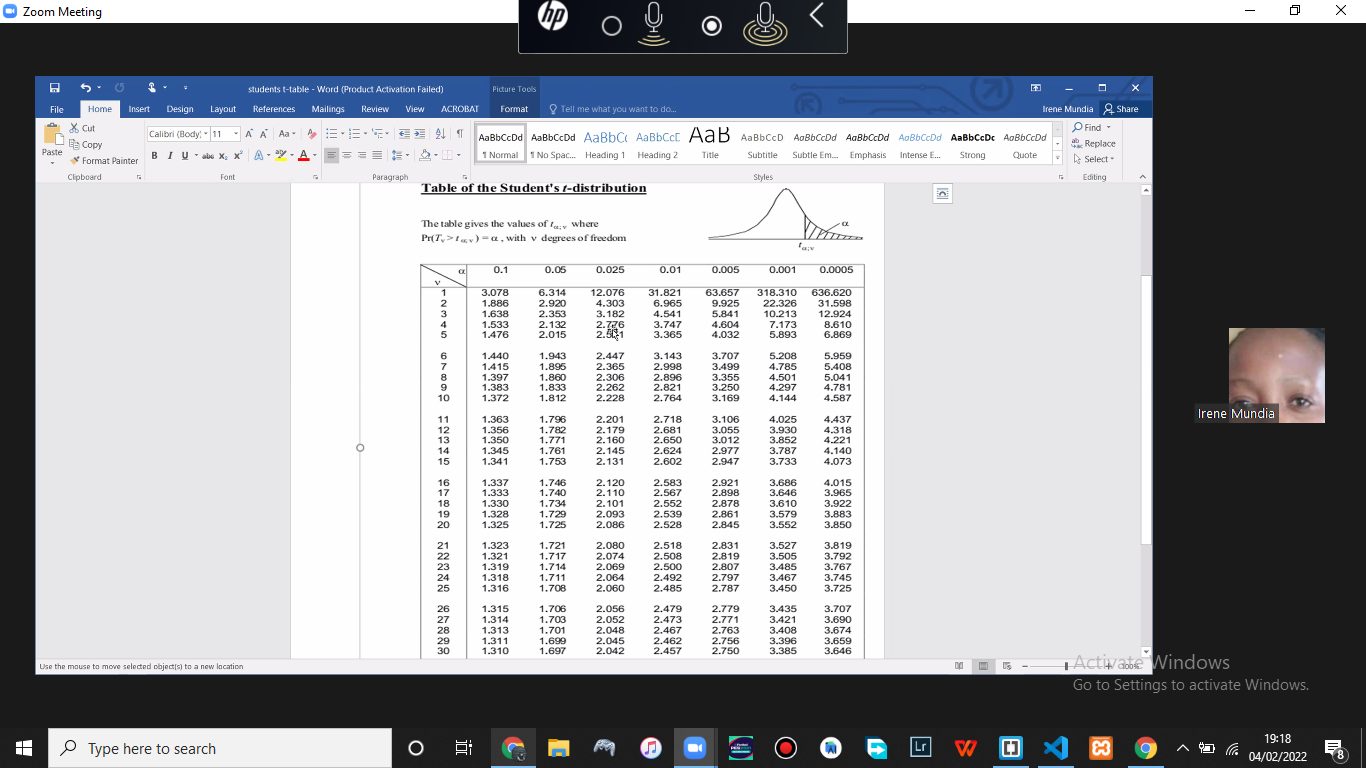 Zoom Meeting
hp
students t-table - Word (Product Activation Failed)
Picture Tools
File Home Insert Design Layout References Mailings Review View ACROBAT Format Tell me what you want to do... Irene Mundia Share
Paste
Cut
Copy
Format Painter
Calibri (Body) 11
B I U abc x2 x2
AaBbCcDd AaBbCcDd AaBbC( AaBbCcC AaB AaBbCcD AaBbCcDd AaBbCcDd AaBbCcDd AaBbCcDc AaBbCcDd
¶ Normal ¶ No Spac... Heading 1 Heading 2 Title Subtitle Subtle Em... Emphasis Intense E... Strong Quote
Find
Replace
Select
Clipboard Font Paragraph Styles Editing
Table of the Student's t-distribution
The table gives the values of tα;ν where
Pr(Tν > tα;ν) = α , with ν degrees of freedom
α
tα;ν
α 0.1 0.05 0.025 0.01 0.005 0.001 0.0005
ν
1 3.078 6.314 12.076 31.821 63.657 318.310 636.620
2 1.886 2.920 4.303 6.965 9.925 22.326 31.598
3 1.638 2.353 3.182 4.541 5.841 10.213 12.924
4 1.533 2.132 2.776 3.747 4.604 7.173 8.610
5 1.476 2.015 3.365 4.032 5.893 6.869
6 1.440 1.943 2.447 3.143 3.707 5.208 5.959
7 1.415 1.895 2.365 2.998 3.499 4.785 5.408
8 1.397 1.860 2.306 2.896 3.355 4.501 5.041
9 1.383 1.833 2.262 2.821 3.250 4.297 4.781
10 1.372 1.812 2.228 2.764 3.169 4.144 4.587
11 1.363 1.796 2.201 2.718 3.106 4.025 4.437
12 1.356 1.782 2.179 2.681 3.055 3.930 4.318
13 1.350 1.771 2.160 2.650 3.012 3.852 4.221
14 1.345 1.761 2.145 2.624 2.977 3.787 4.140
15 1.341 1.753 2.131 2.602 2.947 3.733 4.073
16 1.337 1.746 2.120 2.583 2.921 3.686 4.015
17 1.333 1.740 2.110 2.567 2.898 3.646 3.965
18 1.330 1.734 2.101 2.552 2.878 3.610 3.922
19 1.328 1.729 2.093 2.539 2.861 3.579 3.883
20 1.325 1.725 2.086 2.528 2.845 3.552 3.850
21 1.323 1.721 2.080 2.518 2.831 3.527 3.819
22 1.321 1.717 2.074 2.508 2.819 3.505 3.792
23 1.319 1.714 2.069 2.500 2.807 3.485 3.767
24 1.318 1.711 2.064 2.492 2.797 3.467 3.745
25 1.316 1.708 2.060 2.485 2.787 3.450 3.725
26 1.315 1.706 2.056 2.479 2.779 3.435 3.707
27 1.314 1.703 2.052 2.473 2.771 3.421 3.690
28 1.313 1.701 2.048 2.467 2.763 3.408 3.674
29 1.311 1.699 2.045 2.462 2.756 3.396 3.659
30 1.310 1.697 2.042 2.457 2.750 3.385 3.646
Irene Mundia
Use the mouse to move selected object(s) to a new location
100%
Activate Windows
Go to Settings to activate Windows.
Type here to search
Lr
19:18
04/02/2022
8